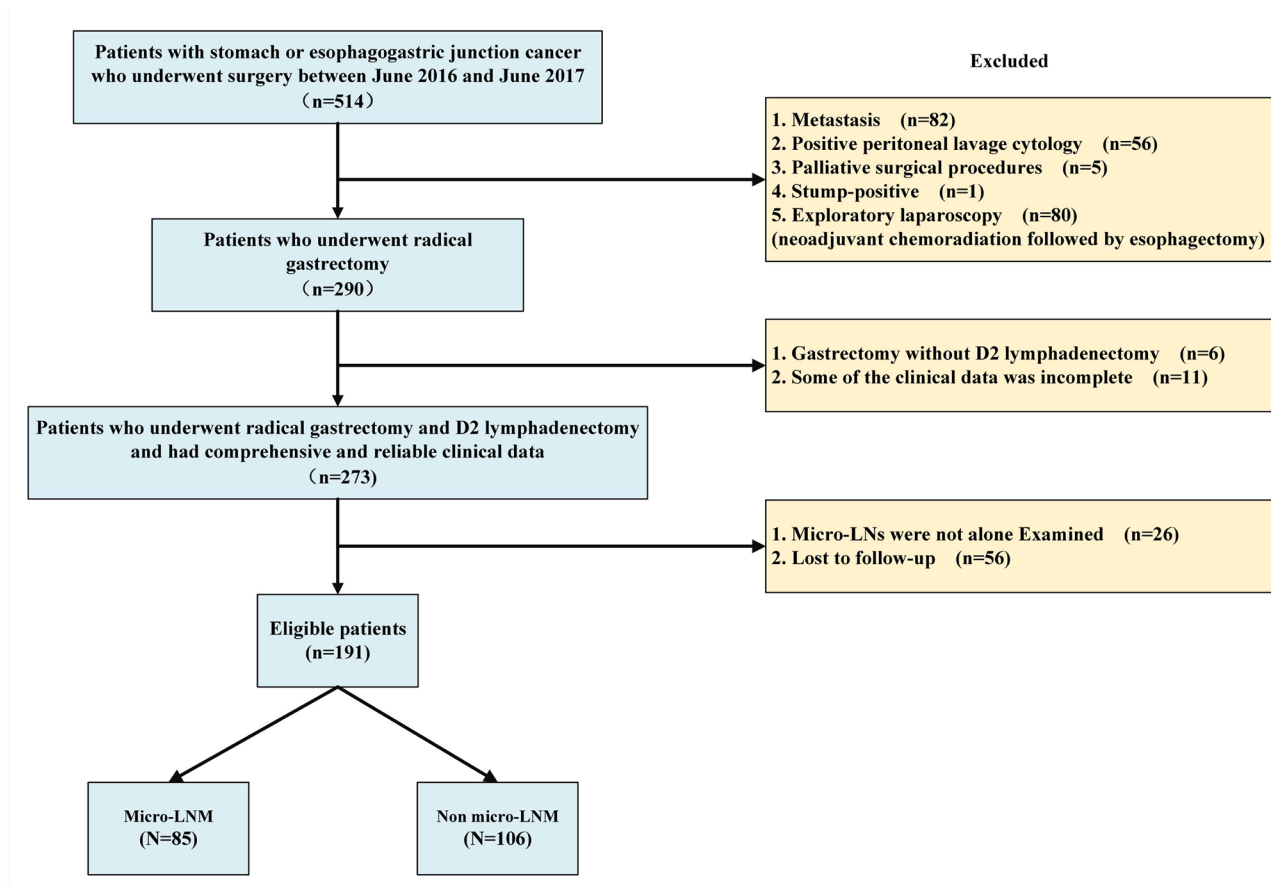 Patients with stomach or esophagogastric junction cancer
who underwent surgery between June 2016 and June 2017
（n=514）
Excluded
1. Metastasis (n=82)
2. Positive peritoneal lavage cytology (n=56)
3. Palliative surgical procedures (n=5)
4. Stump-positive (n=1)
5. Exploratory laparoscopy (n=80)
(neoadjuvant chemoradiation followed by esophagectomy)
Patients who underwent radical
gastrectomy
（n=290）
1. Gastrectomy without D2 lymphadenectomy (n=6)
2. Some of the clinical data was incomplete (n=11)
Patients who underwent radical gastrectomy and D2 lymphadenectomy
and had comprehensive and reliable clinical data
（n=273)
1. Micro-LNs were not alone Examined (n=26)
2. Lost to follow-up (n=56)
Eligible patients
(n=191)
Micro-LNM
(N=85)
Non micro-LNM
(N=106)